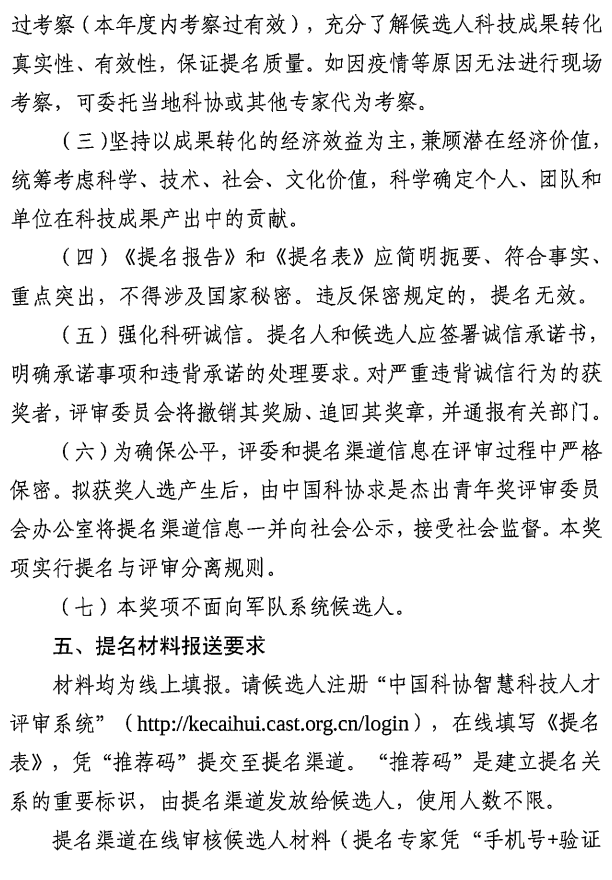 过考察（本年度内考察过有效），充分了解候选人科技成果转化
真实性、有效性，保证提名质量。如因疫情等原因无法进行现场
考察，可委托当地科协或其他专家代为考察。
（三）坚持以成果转化的经济效益为主，兼顾潜在经济价值，
统筹考虑科学、技术、社会、文化价值，科学确定个人、团队和
单位在科技成果产出中的贡献。
（四）《提名报告》和《提名表》应简明扼要、符合事实、
重点突出，不得涉及国家秘密。违反保密规定的，提名无效。
（五）强化科研诚信。提名人和候选人应签署诚信承诺书，
明确承诺事项和违背承诺的处理要求。对严重违背诚信行为的获
奖者，评审委员会将撤销其奖励、追回其奖章，并通报有关部门。
（六）为确保公平，评委和提名渠道信息在评审过程中严格
保密。拟获奖人选产生后，由中国科协求是杰出青年奖评审委员
会办公室将提名渠道信息一并向社会公示，接受社会监督。本奖
项实行提名与评审分离规则。
（七）本奖项不面向军队系统候选人。
五、提名材料报送要求
材料均为线上填报。请候选人注册“中国科协智慧科技人才
评审系统”（http://kecaihui.cast.org.cn/login），在线填写《提名
表》，凭“推荐码”提交至提名渠道。“推荐码”是建立提名关
系的重要标识，由提名渠道发放给候选人，使用人数不限。
提名渠道在线审核候选人材料（提名专家凭“手机号+验证